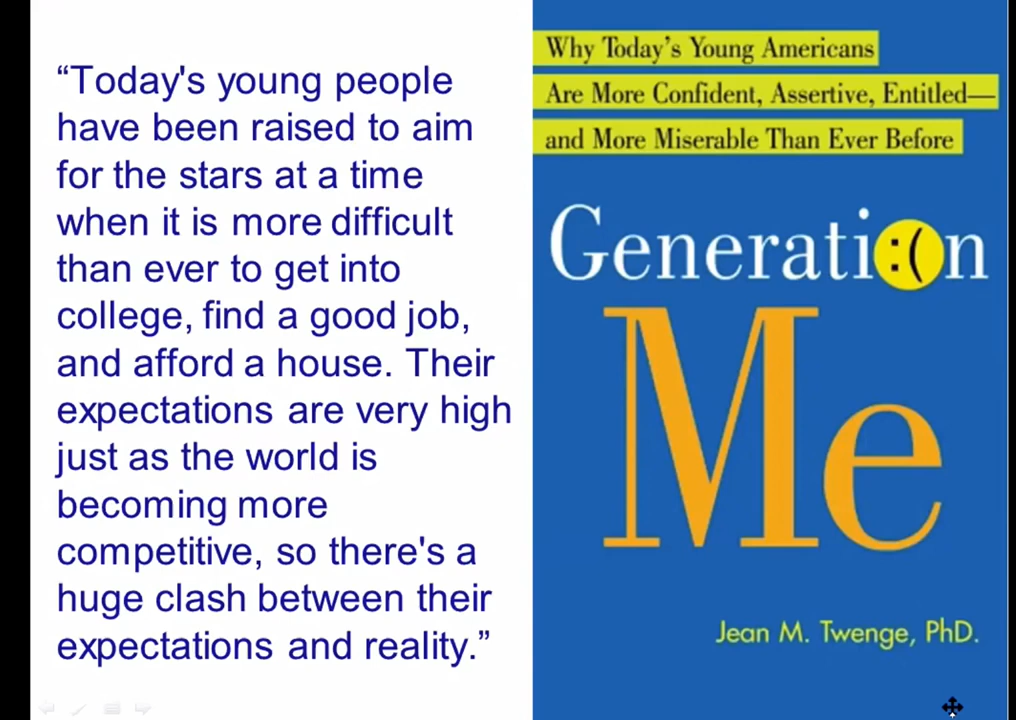 “Today's young people
have been raised to aim
for the stars at a time
when it is more difficult
than ever to get into
college, find a good job,
and afford a house. Their
expectations are very high
just as the world is
becoming more
competitive, so there's a
huge clash between their
expectations and reality.”
Why Today's Young Americans
Are More Confident, Assertive, Entitled—
and More Miserable Than Ever Before
Generati:(n
Me
Jean M. Twenge, PhD.